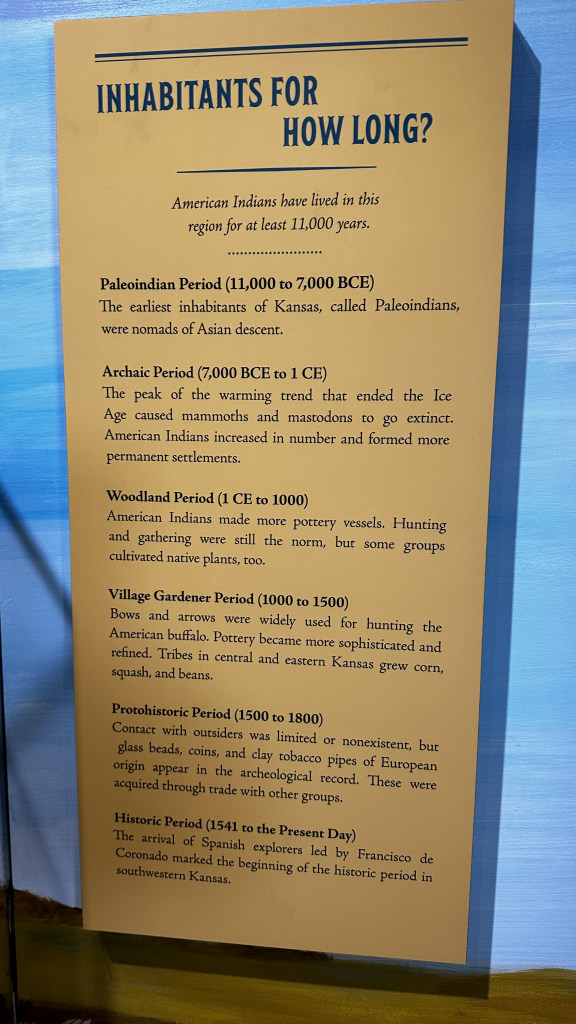 INHABITANTS FOR
HOW LONG?
American Indians have lived in this
region for at least 11,000 years.
Paleoindian Period (11,000 to 7,000 BCE)
The earliest inhabitants of Kansas, called Paleoindians,
were nomads of Asian descent.
Archaic Period (7,000 BCE to 1 CE)
The peak of the warming trend that ended the Ice
Age caused mammoths and mastodons to go extinct.
American Indians increased in number and formed more
permanent settlements.
Woodland Period (1 CE to 1000)
American Indians made more pottery vessels. Hunting
and gathering were still the norm, but some groups
cultivated native plants, too.
Village Gardener Period (1000 to 1500)
Bows and arrows were widely used for hunting the
American buffalo. Pottery became more sophisticated and
refined. Tribes in central and eastern Kansas grew corn,
squash, and beans.
Protohistoric Period (1500 to 1800)
Contact with outsiders was limited or nonexistent, but
glass beads, coins, and clay tobacco pipes of European
origin appear in the archeological record. These were
acquired through trade with other groups.
Historic Period (1541 to the Present Day)
The arrival of Spanish explorers led by Francisco de
Coronado marked the beginning of the historic period in
southwestern Kansas.